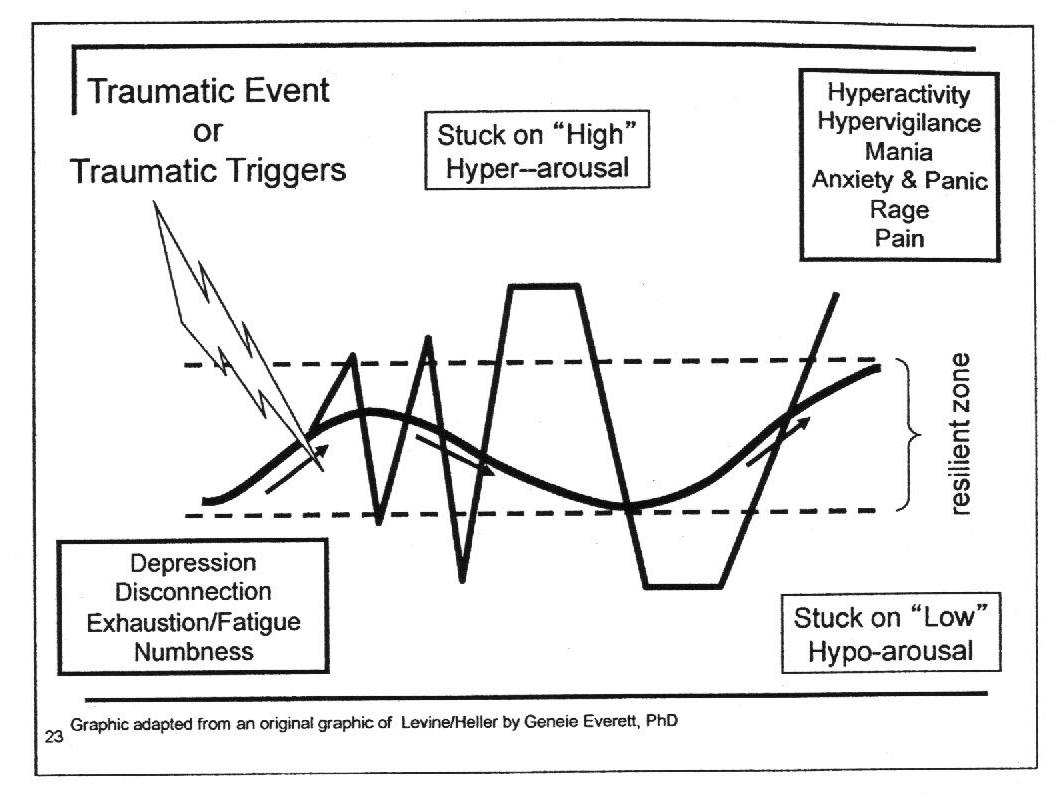 Traumatic Event
or
Traumatic Triggers
Stuck on “High”
Hyper--arousal
Hyperactivity
Hypervigilance
Mania
Anxiety & Panic
Rage
Pain
resilient zone
Depression
Disconnection
Exhaustion/Fatigue
Numbness
Stuck on “Low”
Hypo-arousal
Graphic adapted from an original graphic of Levine/Heller by Geneie Everett, PhD
23